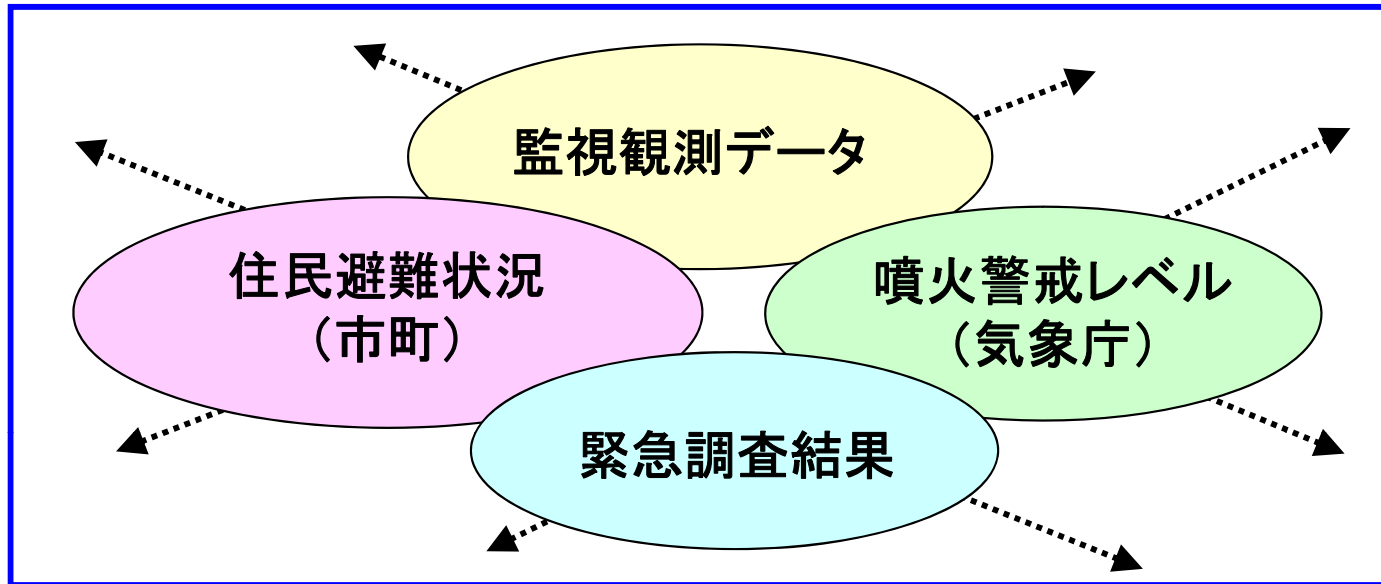 監視観測データ
住民避難状況
（市町）
噴火警戒レベル
（気象庁）
緊急調査結果